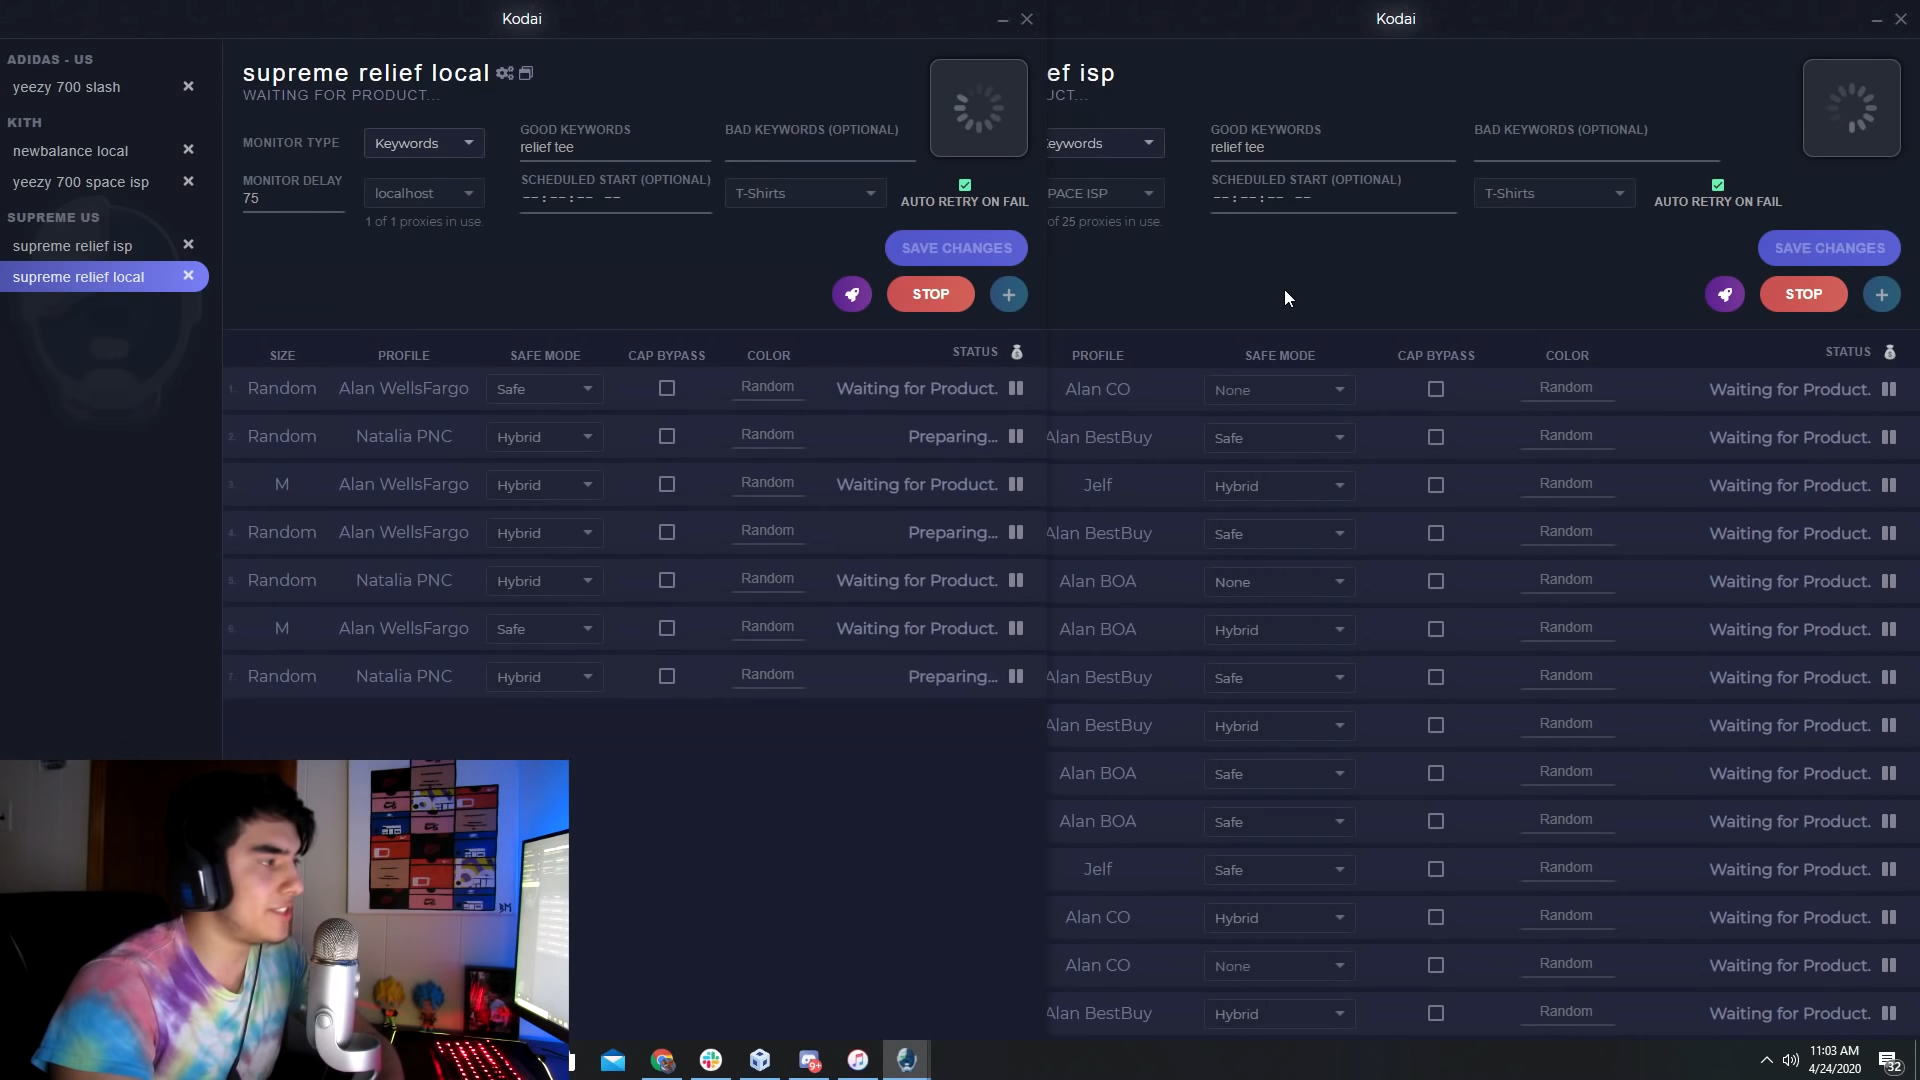 Kodai
Kodai
ADIDAS - US
yeezy 700 slash
KITH
newbalance local
yeezy 700 space isp
SUPREME US
supreme relief isp
supreme relief local
supreme relief local
WAITING FOR PRODUCT...
MONITOR TYPE
Keywords
GOOD KEYWORDS
relief tee
BAD KEYWORDS (OPTIONAL)
MONITOR DELAY
75
localhost
1 of 1 proxies in use.
SCHEDULED START (OPTIONAL)
--:--:-- --
T-Shirts
AUTO RETRY ON FAIL
SAVE CHANGES
STOP
SIZE PROFILE SAFE MODE CAP BYPASS COLOR STATUS
1. Random Alan WellsFargo Safe Random Waiting for Product.
2. Random Natalia PNC Hybrid Random Preparing...
3. M Alan WellsFargo Hybrid Random Waiting for Product.
4. Random Alan WellsFargo Hybrid Random Preparing...
5. Random Natalia PNC Hybrid Random Waiting for Product.
6. M Alan WellsFargo Safe Random Waiting for Product.
7. Random Natalia PNC Hybrid Random Preparing...
ef isp
UCT...
eywords
GOOD KEYWORDS
relief tee
BAD KEYWORDS (OPTIONAL)
PACE ISP
of 25 proxies in use.
SCHEDULED START (OPTIONAL)
--:--:-- --
T-Shirts
AUTO RETRY ON FAIL
SAVE CHANGES
STOP
PROFILE SAFE MODE CAP BYPASS COLOR STATUS
Alan CO None Random Waiting for Product.
Alan BestBuy Safe Random Waiting for Product.
Jelf Hybrid Random Waiting for Product.
Alan BestBuy Safe Random Waiting for Product.
Alan BOA None Random Waiting for Product.
Alan BOA Hybrid Random Waiting for Product.
Alan BestBuy Safe Random Waiting for Product.
Alan BestBuy Hybrid Random Waiting for Product.
Alan BOA Safe Random Waiting for Product.
Alan BOA Safe Random Waiting for Product.
Jelf Safe Random Waiting for Product.
Alan CO Hybrid Random Waiting for Product.
Alan CO None Random Waiting for Product.
Alan BestBuy Hybrid Random Waiting for Product.
BM
9+
11:03 AM
4/24/2020
32